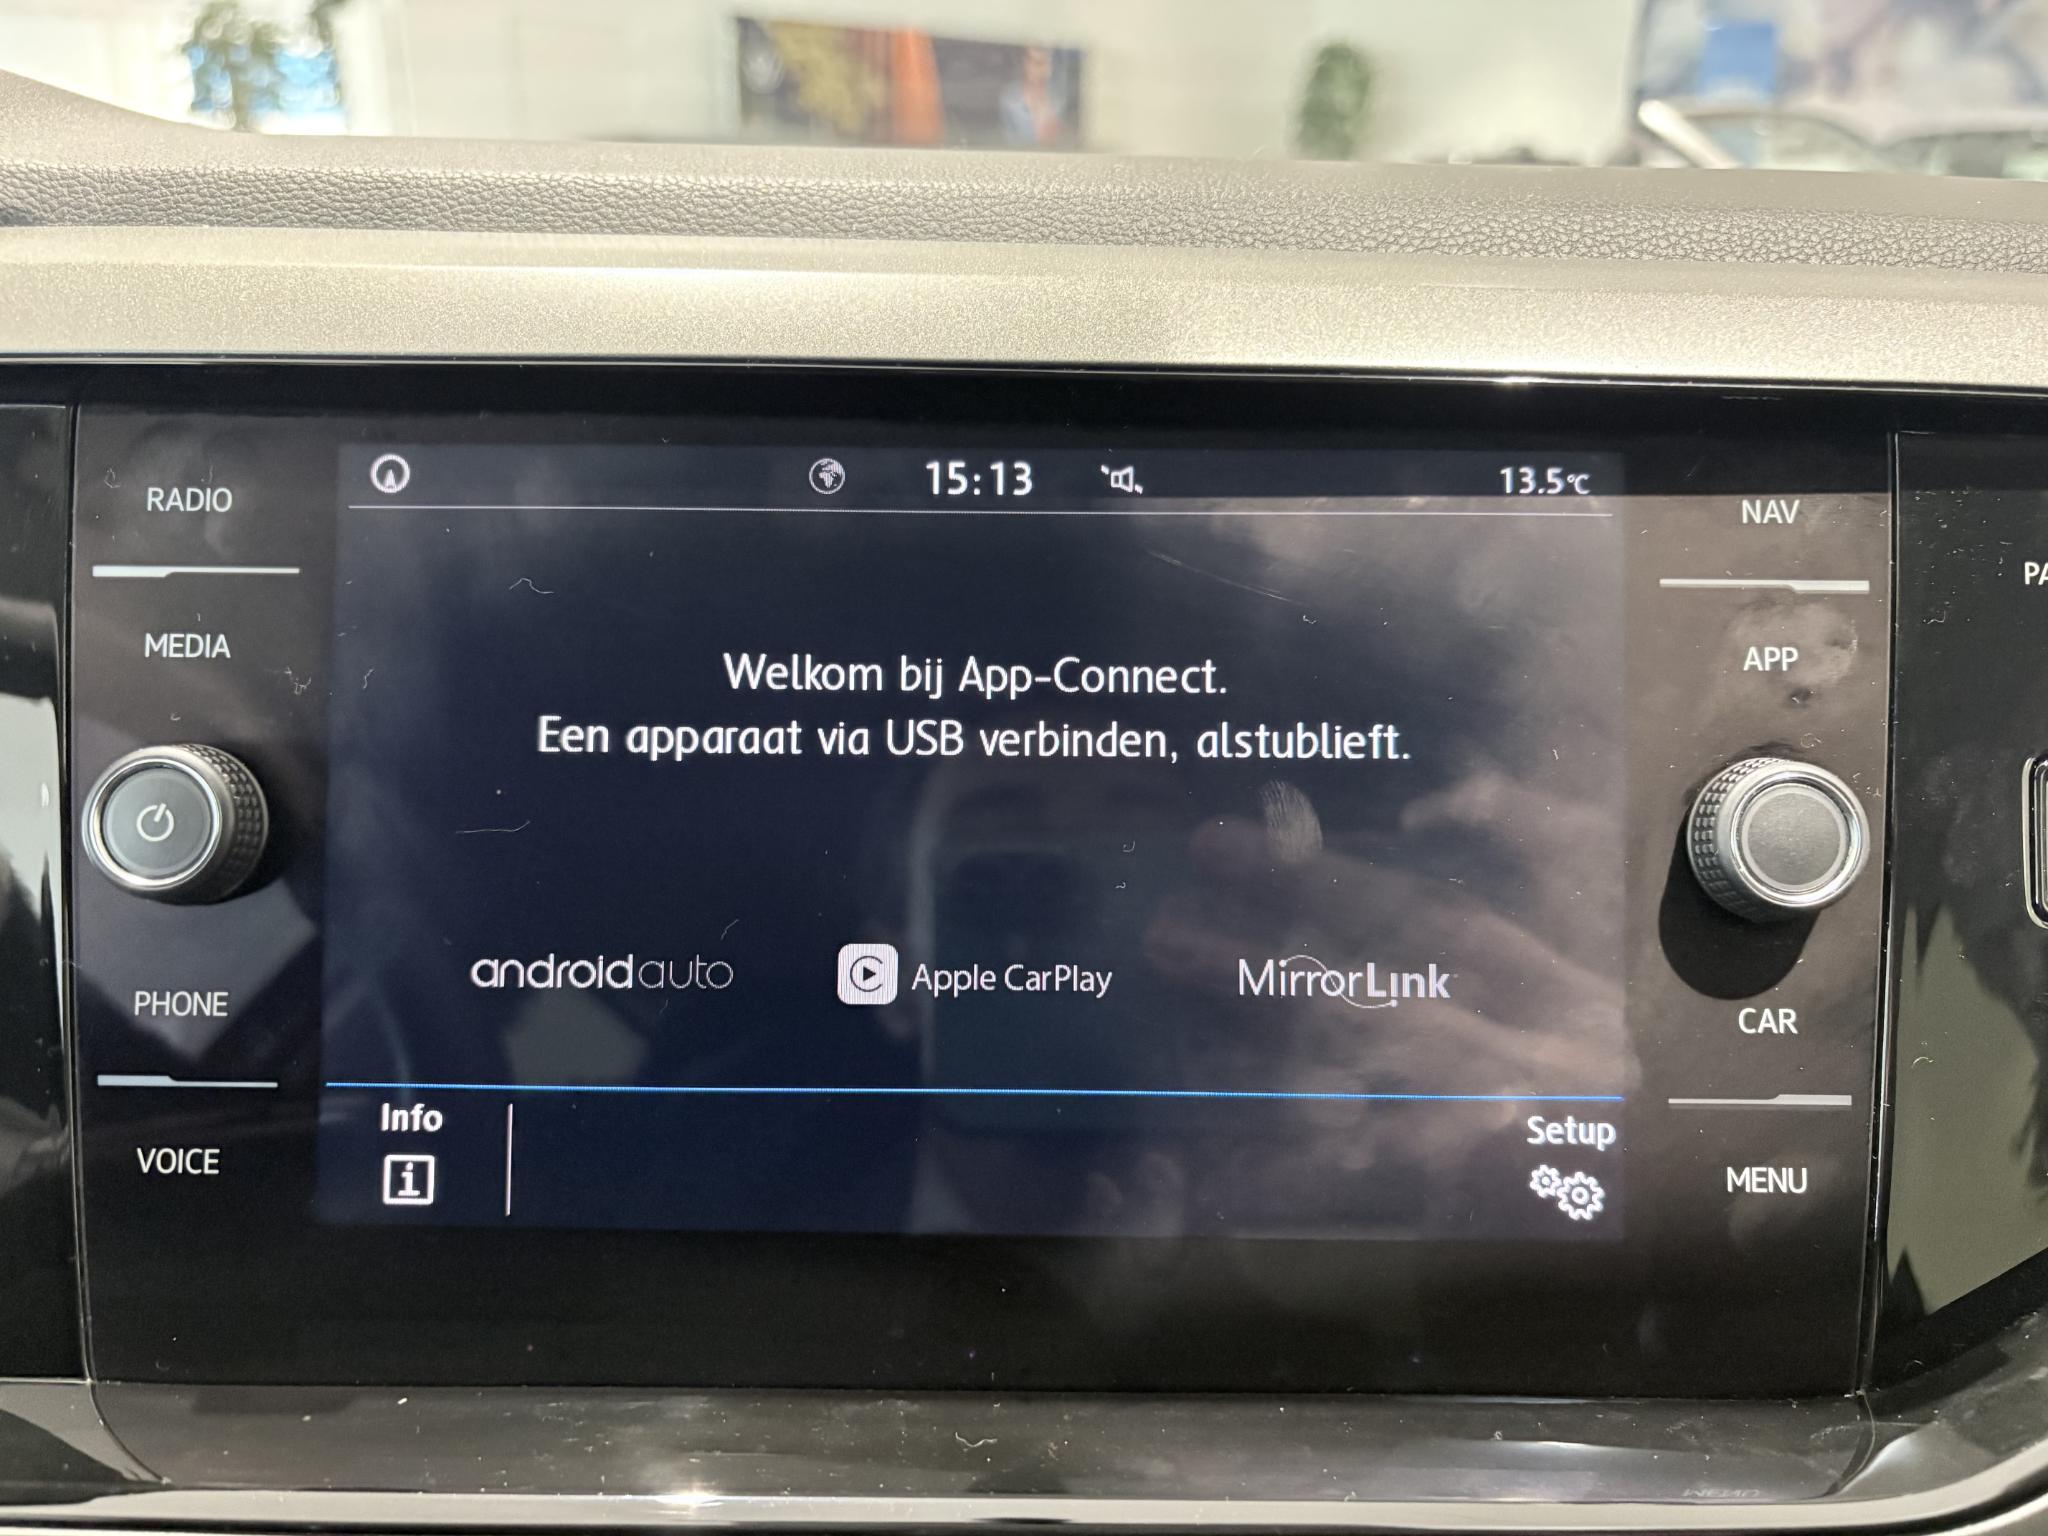 15:13
13.5°C
RADIO
NAV
MEDIA
APP
Welkom bij App-Connect.
Een apparaat via USB verbinden, alstublieft.
androidauto
Apple CarPlay
MirrorLink
PHONE
CAR
Info
Setup
VOICE
MENU